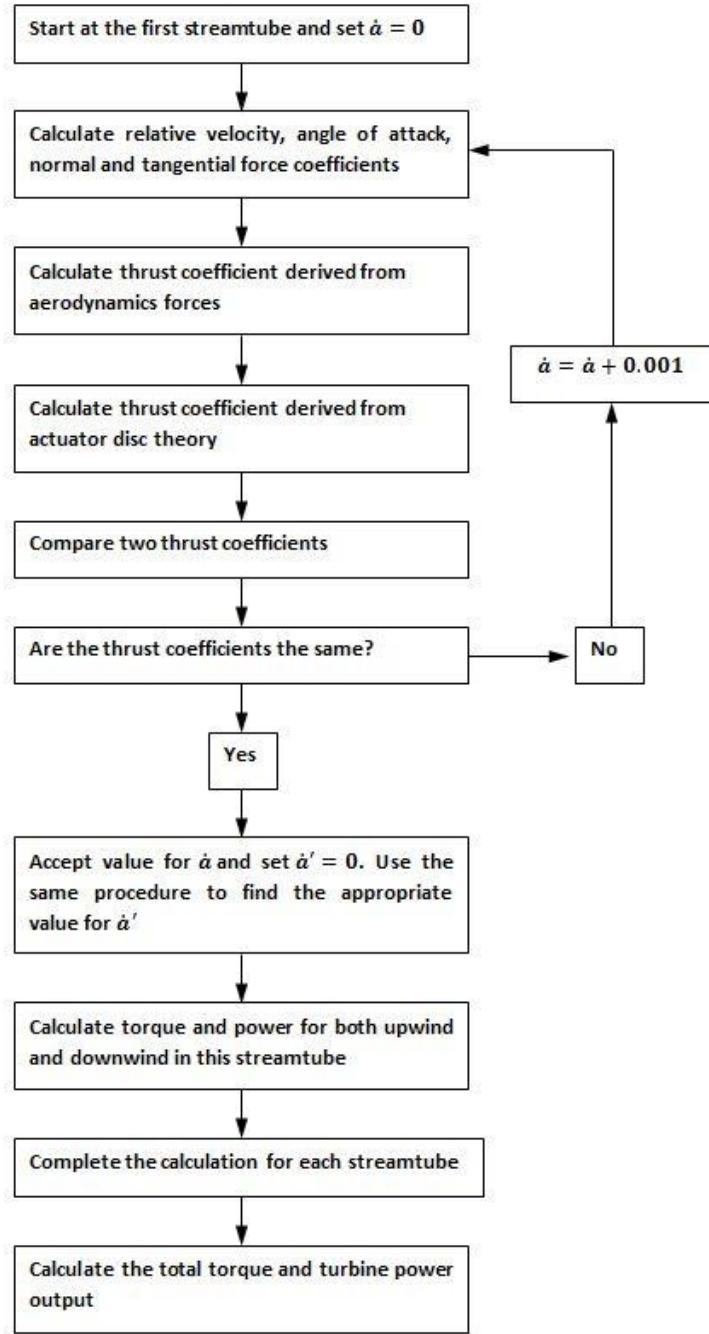 Start at the first streamtube and set ȧ = 0
Calculate relative velocity, angle of attack,
normal and tangential force coefficients
Calculate thrust coefficient derived from
aerodynamics forces
ȧ = ȧ + 0.001
Calculate thrust coefficient derived from
actuator disc theory
Compare two thrust coefficients
Are the thrust coefficients the same?
No
Yes
Accept value for ȧ and set ȧ′ = 0. Use the
same procedure to find the appropriate
value for ȧ′
Calculate torque and power for both upwind
and downwind in this streamtube
Complete the calculation for each streamtube
Calculate the total torque and turbine power
output